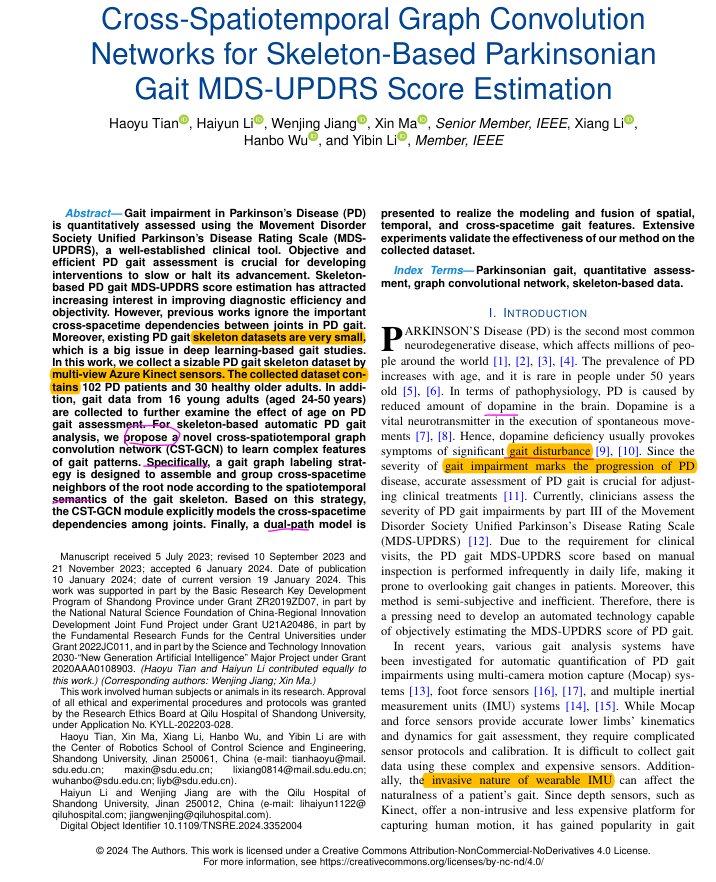 Cross-Spatiotemporal Graph Convolution
Networks for Skeleton-Based Parkinsonian
Gait MDS-UPDRS Score Estimation
Haoyu Tian, Haiyun Li, Wenjing Jiang, Xin Ma, Senior Member, IEEE, Xiang Li,
Hanbo Wu, and Yibin Li, Member, IEEE
Abstract—Gait impairment in Parkinson's Disease (PD)
is quantitatively assessed using the Movement Disorder
Society Unified Parkinson's Disease Rating Scale (MDS-
UPDRS), a well-established clinical tool. Objective and
efficient PD gait assessment is crucial for developing
interventions to slow or halt its advancement. Skeleton-
based PD gait MDS-UPDRS score estimation has attracted
increasing interest in improving diagnostic efficiency and
objectivity. However, previous works ignore the important
cross-spacetime dependencies between joints in PD gait.
Moreover, existing PD gait skeleton datasets are very small,
which is a big issue in deep learning-based gait studies.
In this work, we collect a sizable PD gait skeleton dataset by
multi-view Azure Kinect sensors. The collected dataset con-
tains 102 PD patients and 30 healthy older adults. In addi-
tion, gait data from 16 young adults (aged 24-50 years)
are collected to further examine the effect of age on PD
gait assessment. For skeleton-based automatic PD gait
analysis, we propose a novel cross-spatiotemporal graph
convolution network (CST-GCN) to learn complex features
of gait patterns. Specifically, a gait graph labeling strat-
egy is designed to assemble and group cross-spacetime
neighbors of the root node according to the spatiotemporal
semantics of the gait skeleton. Based on this strategy,
the CST-GCN module explicitly models the cross-spacetime
dependencies among joints. Finally, a dual-path model is
presented to realize the modeling and fusion of spatial,
temporal, and cross-spacetime gait features. Extensive
experiments validate the effectiveness of our method on the
collected dataset.
Index Terms—Parkinsonian gait, quantitative assess-
ment, graph convolutional network, skeleton-based data.
Manuscript received 5 July 2023; revised 10 September 2023 and
21 November 2023; accepted 6 January 2024. Date of publication
10 January 2024; date of current version 19 January 2024. This
work was supported in part by the Basic Research Key Development
Program of Shandong Province under Grant ZR2019ZD07, in part by
the National Natural Science Foundation of China-Regional Innovation
Development Joint Fund Project under Grant U21A20486, in part by
the Fundamental Research Funds for the Central Universities under
Grant 2022JC011, and in part by the Science and Technology Innovation
2030-"New Generation Artificial Intelligence" Major Project under Grant
2020AAA0108903. (Haoyu Tian and Haiyun Li contributed equally to
this work.) (Corresponding authors: Wenjing Jiang; Xin Ma.)
This work involved human subjects or animals in its research. Approval
of all ethical and experimental procedures and protocols was granted
by the Research Ethics Board at Qilu Hospital of Shandong University,
under Application No. KYLL-202203-028.
Haoyu Tian, Xin Ma, Xiang Li, Hanbo Wu, and Yibin Li are with
the Center of Robotics School of Control Science and Engineering,
Shandong University, Jinan 250061, China (e-mail: tianhaoyu@mail.
sdu.edu.cn; maxin@sdu.edu.cn; lixiang0814@mail.sdu.edu.cn;
wuhanbo@sdu.edu.cn; liyb@sdu.edu.cn).
Haiyun Li and Wenjing Jiang are with the Qilu Hospital of
Shandong University, Jinan 250012, China (e-mail: lihaiyun1122@
qiluhospital.com; jiangwenjing@qiluhospital.com).
Digital Object Identifier 10.1109/TNSRE.2024.3352004
I. INTRODUCTION
PARKINSON'S Disease (PD) is the second most common
neurodegenerative disease, which affects millions of peo-
ple around the world [1], [2], [3], [4]. The prevalence of PD
increases with age, and it is rare in people under 50 years
old [5], [6]. In terms of pathophysiology, PD is caused by
reduced amount of dopamine in the brain. Dopamine is a
vital neurotransmitter in the execution of spontaneous move-
ments [7], [8]. Hence, dopamine deficiency usually provokes
symptoms of significant gait disturbance [9], [10]. Since the
severity of gait impairment marks the progression of PD
disease, accurate assessment of PD gait is crucial for adjust-
ing clinical treatments [11]. Currently, clinicians assess the
severity of PD gait impairments by part III of the Movement
Disorder Society Unified Parkinson's Disease Rating Scale
(MDS-UPDRS) [12]. Due to the requirement for clinical
visits, the PD gait MDS-UPDRS score based on manual
inspection is performed infrequently in daily life, making it
prone to overlooking gait changes in patients. Moreover, this
method is semi-subjective and inefficient. Therefore, there is
a pressing need to develop an automated technology capable
of objectively estimating the MDS-UPDRS score of PD gait.
In recent years, various gait analysis systems have
been investigated for automatic quantification of PD gait
impairments using multi-camera motion capture (Mocap) sys-
tems [13], foot force sensors [16], [17], and multiple inertial
measurement units (IMU) systems [14], [15]. While Mocap
and force sensors provide accurate lower limbs' kinematics
and dynamics for gait assessment, they require complicated
sensor protocols and calibration. It is difficult to collect gait
data using these complex and expensive sensors. Addition-
ally, the invasive nature of wearable IMU can affect the
naturalness of a patient's gait. Since depth sensors, such as
Kinect, offer a non-intrusive and less expensive platform for
capturing human motion, it has gained popularity in gait
© 2024 The Authors. This work is licensed under a Creative Commons Attribution-NonCommercial-NoDerivatives 4.0 License.
For more information, see https://creativecommons.org/licenses/by-nc-nd/4.0/